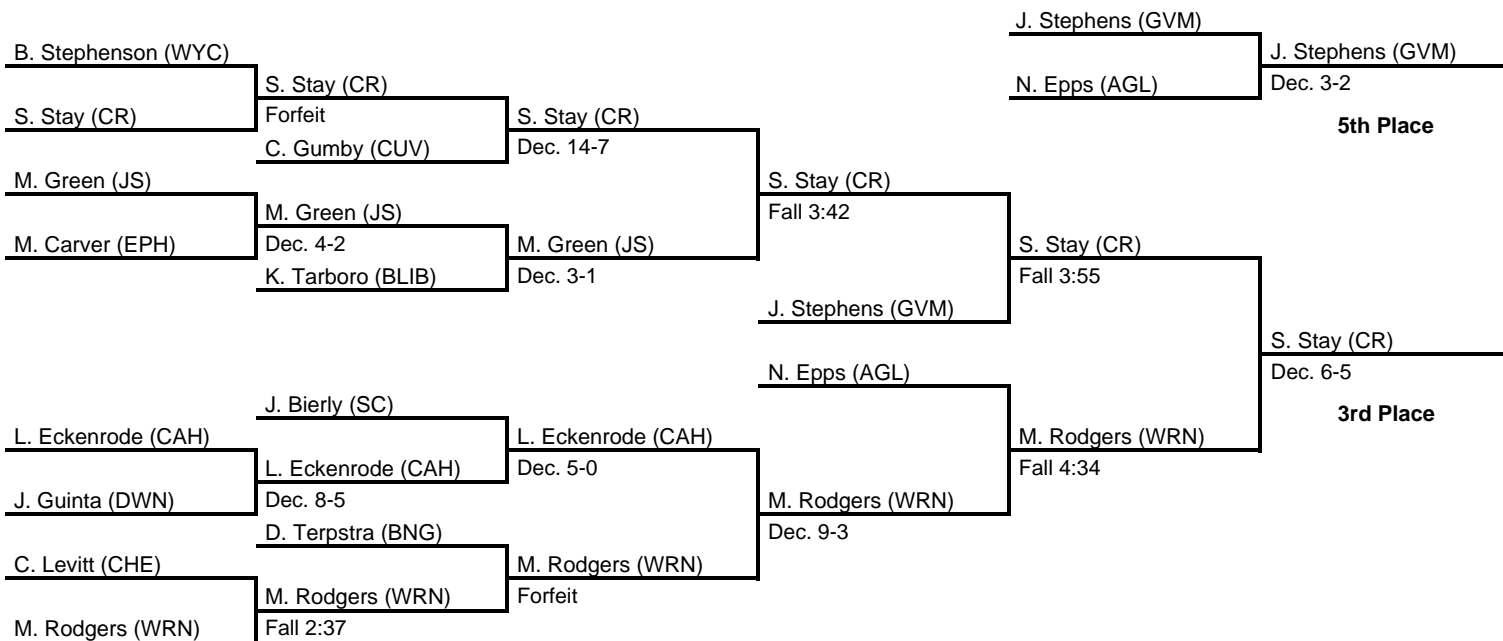 J. Stephens (GVM)
B. Stephenson (WYC)
J. Stephens (GVM)
S. Stay (CR)
N. Epps (AGL)
Dec. 3-2
S. Stay (CR)
Forfeit
S. Stay (CR)
5th Place
C. Gumby (CUV)
Dec. 14-7
M. Green (JS)
S. Stay (CR)
M. Green (JS)
Fall 3:42
M. Carver (EPH)
Dec. 4-2
M. Green (JS)
S. Stay (CR)
K. Tarboro (BLIB)
Dec. 3-1
Fall 3:55
J. Stephens (GVM)
S. Stay (CR)
N. Epps (AGL)
Dec. 6-5
J. Bierly (SC)
3rd Place
L. Eckenrode (CAH)
L. Eckenrode (CAH)
M. Rodgers (WRN)
L. Eckenrode (CAH)
Dec. 5-0
Fall 4:34
J. Guinta (DWN)
Dec. 8-5
M. Rodgers (WRN)
D. Terpstra (BNG)
Dec. 9-3
C. Levitt (CHE)
M. Rodgers (WRN)
M. Rodgers (WRN)
Forfeit
M. Rodgers (WRN)
Fall 2:37